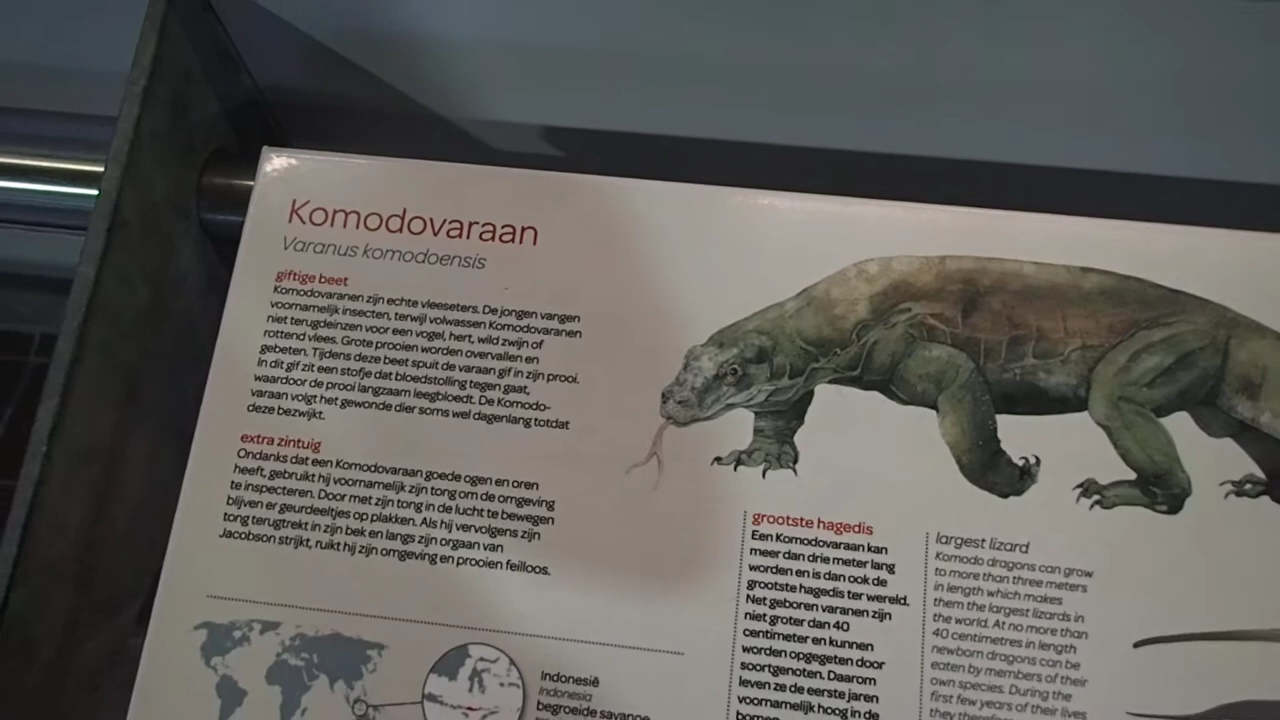 Komodovaraan
Varanus komodoensis
giftige beet
Komodovaranen zijn echte vleeseters. De jongen vangen
voornamelijk insecten, terwijl volwassen Komodovaranen
niet terugdeinzen voor een vogel, hert, wild zwijn of
rottend vlees. Grote prooien worden overvallen en
gebeten. Tijdens deze beet spuit de varaan gif in zijn prooi.
In dit gif zit een stofje dat bloedstolling tegen gaat,
waardoor de prooi langzaam leegbloedt. De Komodo-
varaan volgt het gewonde dier soms wel dagenlang totdat
deze bezwijkt.
extra zintuig
Ondanks dat een Komodovaraan goede ogen en oren
heeft, gebruikt hij voornamelijk zijn tong om de omgeving
te inspecteren. Door met zijn tong in de lucht te bewegen
blijven er geurdeeltjes op plakken. Als hij vervolgens zijn
tong terugtrekt in zijn bek en langs zijn orgaan van
Jacobson strijkt, ruikt hij zijn omgeving en prooien feilloos.
Indonesië
Indonesia
begroeide savanne
grootste hagedis
Een Komodovaraan kan
meer dan drie meter lang
worden en is dan ook de
grootste hagedis ter wereld.
Net geboren varanen zijn
niet groter dan 40
centimeter en kunnen
worden opgegeten door
soortgenoten. Daarom
leven ze de eerste jaren
voornamelijk hoog in de
bomen
largest lizard
Komodo dragons can grow
to more than three meters
in length which makes
them the largest lizards in
the world. At no more than
40 centimetres in length
newborn dragons can be
eaten by members of their
own species. During the
first few years of their lives
they therefore